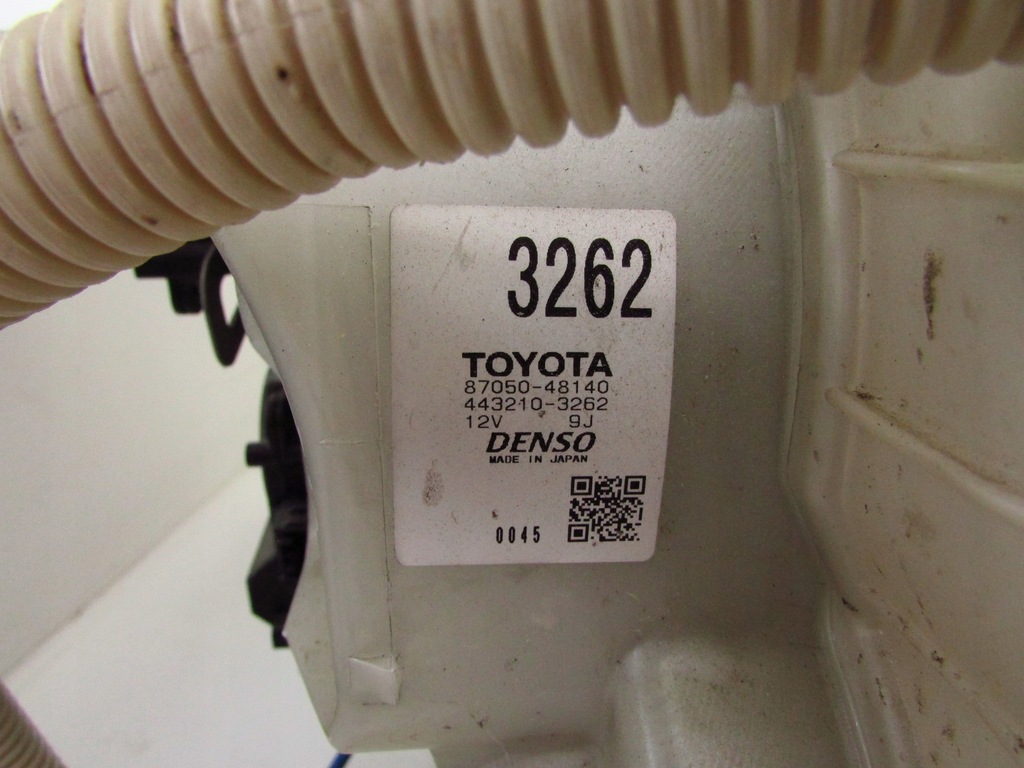 3262
TOYOTA
87050-48140
443210-3262
12V 9J
DENSO
MADE IN JAPAN
0045